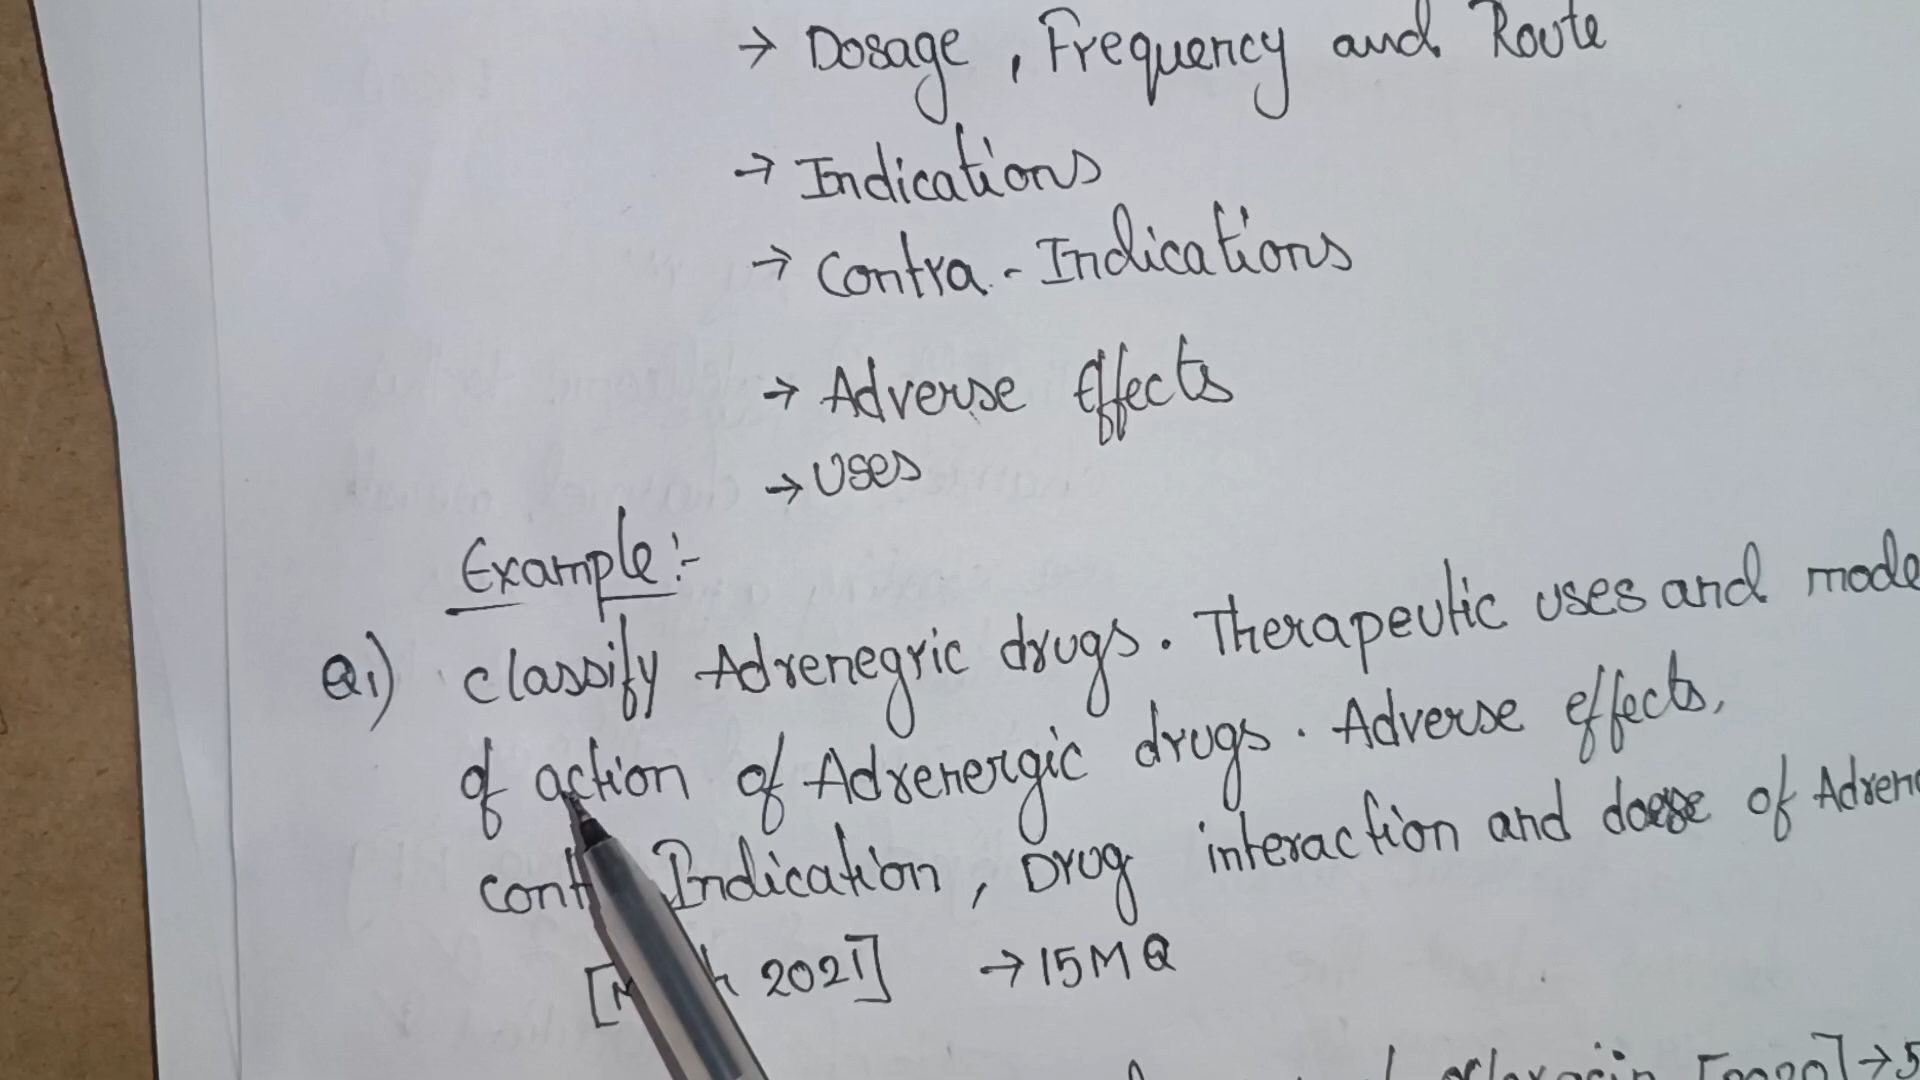 → Dosage, Frequency and Route
→ Indications
→ Contra-Indications
→ Adverse effects
→ Uses
Example:-
Q1) classify Adrenegric drugs. Therapeutic uses and mode
of action of Adrenergic drugs. Adverse effects,
Indication, Drug interaction and dose of
2021] → 15MQ